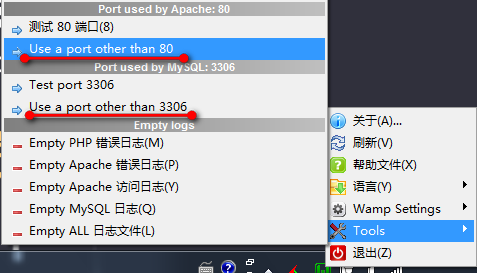 Port used by Apache: 80
测试 80 端口(8)
Use a port other than 80
Port used by MySQL: 3306
Test port 3306
Use a port other than 3306
Empty logs
Empty PHP 错误日志(M)
Empty Apache 错误日志(P)
Empty Apache 访问日志(Y)
Empty MySQL 日志(Q)
Empty ALL 日志文件(L)
关于(A)...
刷新(V)
帮助文件(X)
语言(Y)
Wamp Settings
Tools
退出(Z)